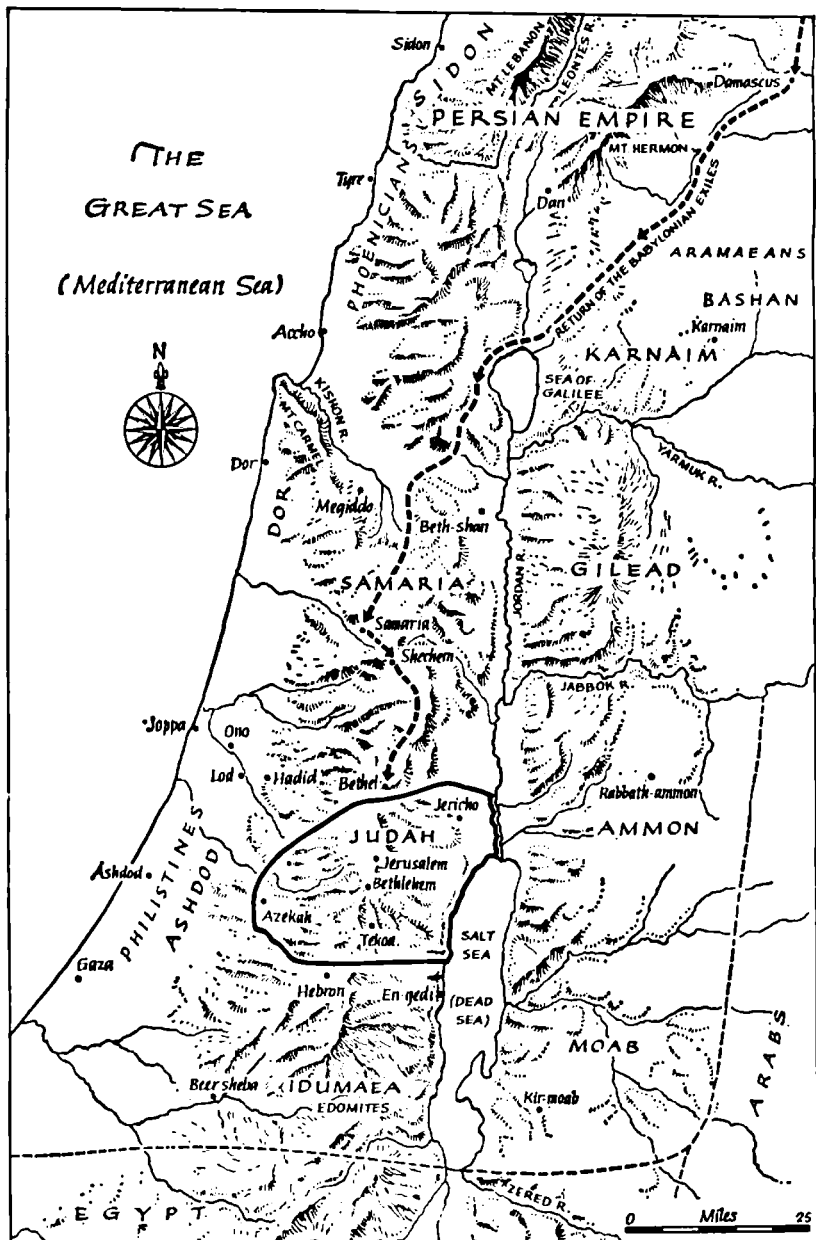 Sidon
SIDON
MT. LEBANON
LEONTES R.
Damascus
PERSIAN EMPIRE
MT HERMON
THE
GREAT SEA
(Mediterranean Sea)
Tyre
PHOENICIANS
Dan
RETURN OF THE BABYLONIAN EXILES
ARAMAEANS
BASHAN
Karnaim
KARNAIM
Accho
N
SEA OF
GALILEE
KISHON R.
MT CARMEL
YARMUK R.
Dor
DOR
Megiddo
Beth-shan
JORDAN R.
GILEAD
SAMARIA
Samaria
Shechem
JABBOK R.
Joppa
Ono
Lod
Hadid
Bethel
Rabbath-ammon
Jericho
JUDAH
AMMON
PHILISTINES
ASHDOD
Ashdod
Jerusalem
Bethlehem
Azekah
Tekoa
SALT
SEA
(DEAD
SEA)
Gaza
Hebron
En-gedi
MOAB
ARABS
Beersheba
IDUMAEA
EDOMITES
Kir-moab
ZERED R.
EGYPT
0 Miles 25